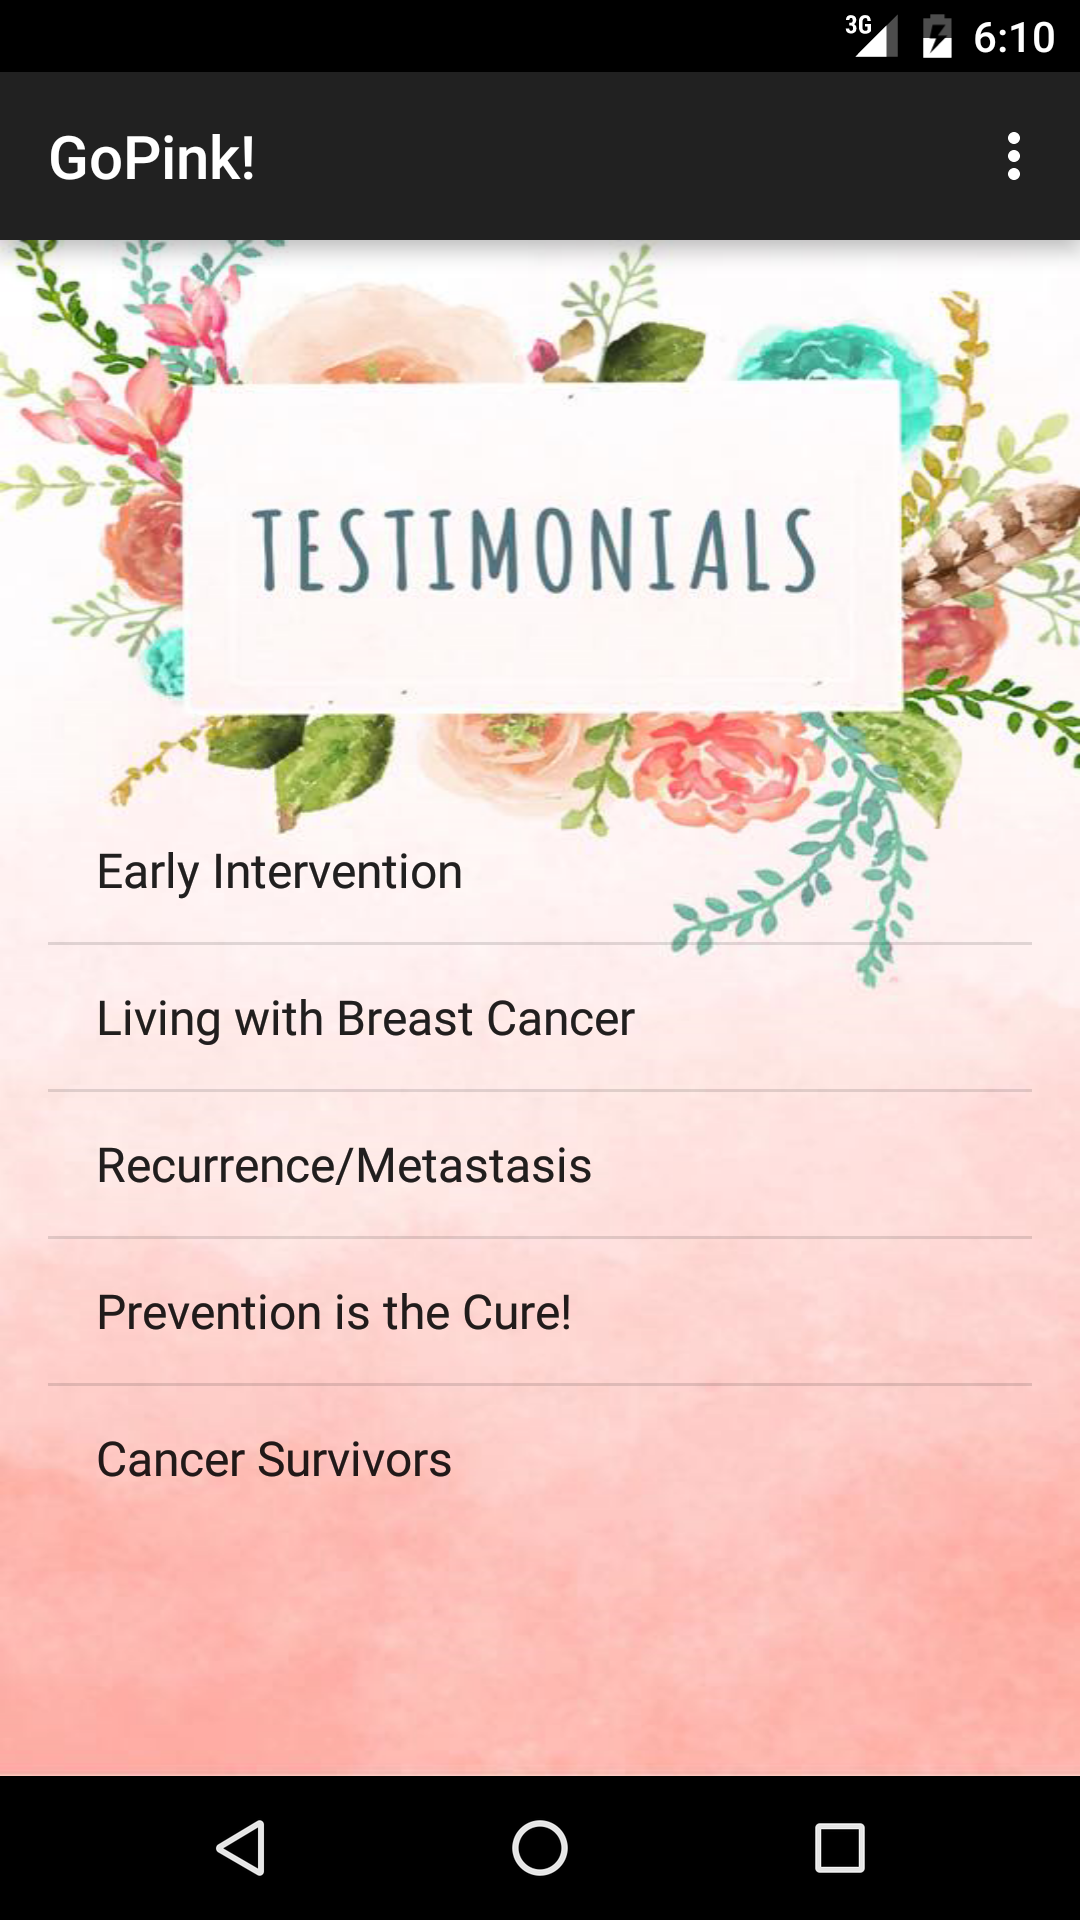 3G 6:10
GoPink!
TESTIMONIALS
Early Intervention
Living with Breast Cancer
Recurrence/Metastasis
Prevention is the Cure!
Cancer Survivors